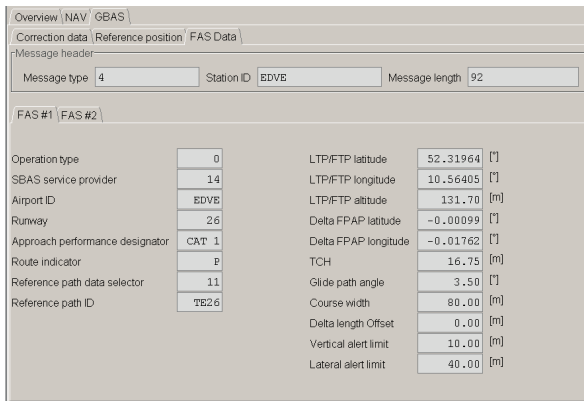 Overview NAV GBAS
Correction data Reference position FAS Data
Message header
Message type 4 Station ID EDVE Message length 92
FAS #1 FAS #2
Operation type 0 LTP/FTP latitude 52.31964 [°]
SBAS service provider 14 LTP/FTP longitude 10.56405 [°]
Airport ID EDVE LTP/FTP altitude 131.70 [m]
Runway 26 Delta FPAP latitude -0.00099 [°]
Approach performance designator CAT 1 Delta FPAP longitude -0.01762 [°]
Route indicator P TCH 16.75 [m]
Reference path data selector 11 Glide path angle 3.50 [°]
Reference path ID TE26 Course width 80.00 [m]
Delta length Offset 0.00 [m]
Vertical alert limit 10.00 [m]
Lateral alert limit 40.00 [m]